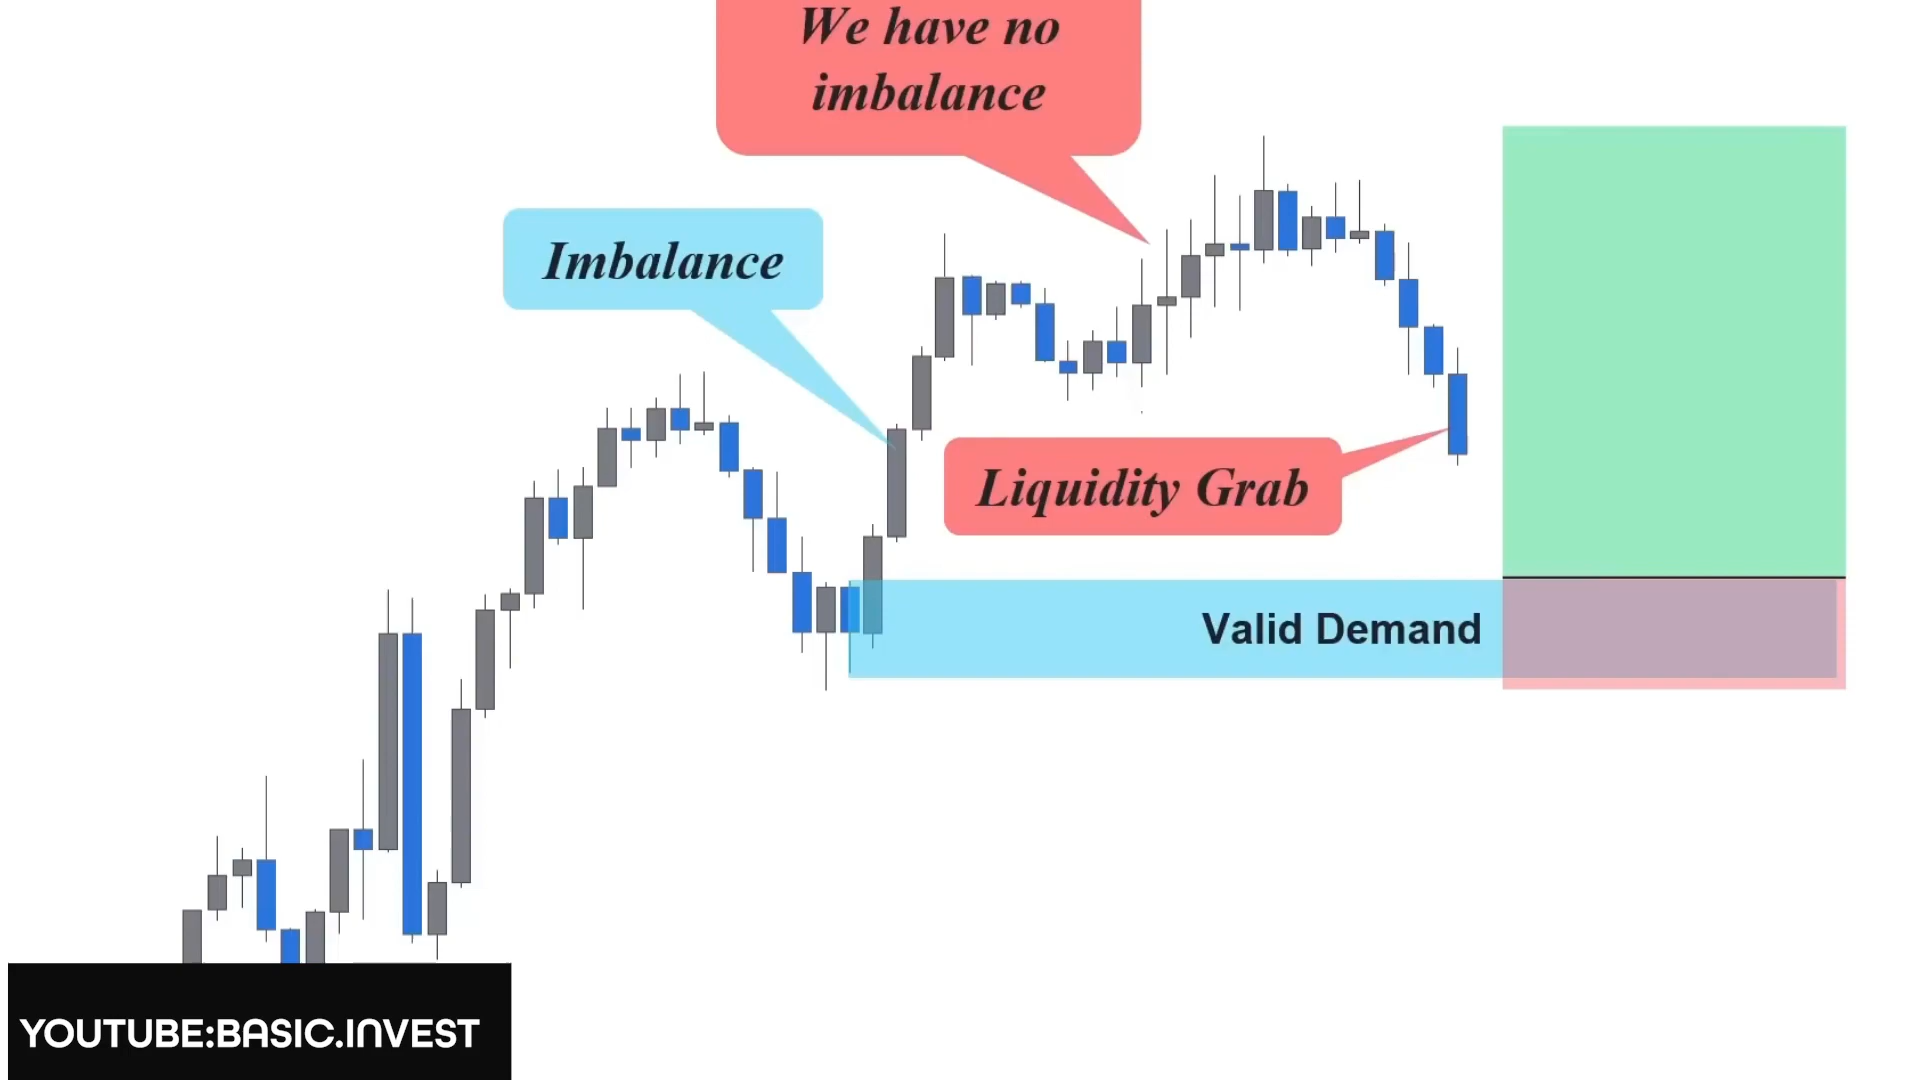 We have no
imbalance
Imbalance
Liquidity Grab
Valid Demand
YOUTUBE:BASIC.INVEST